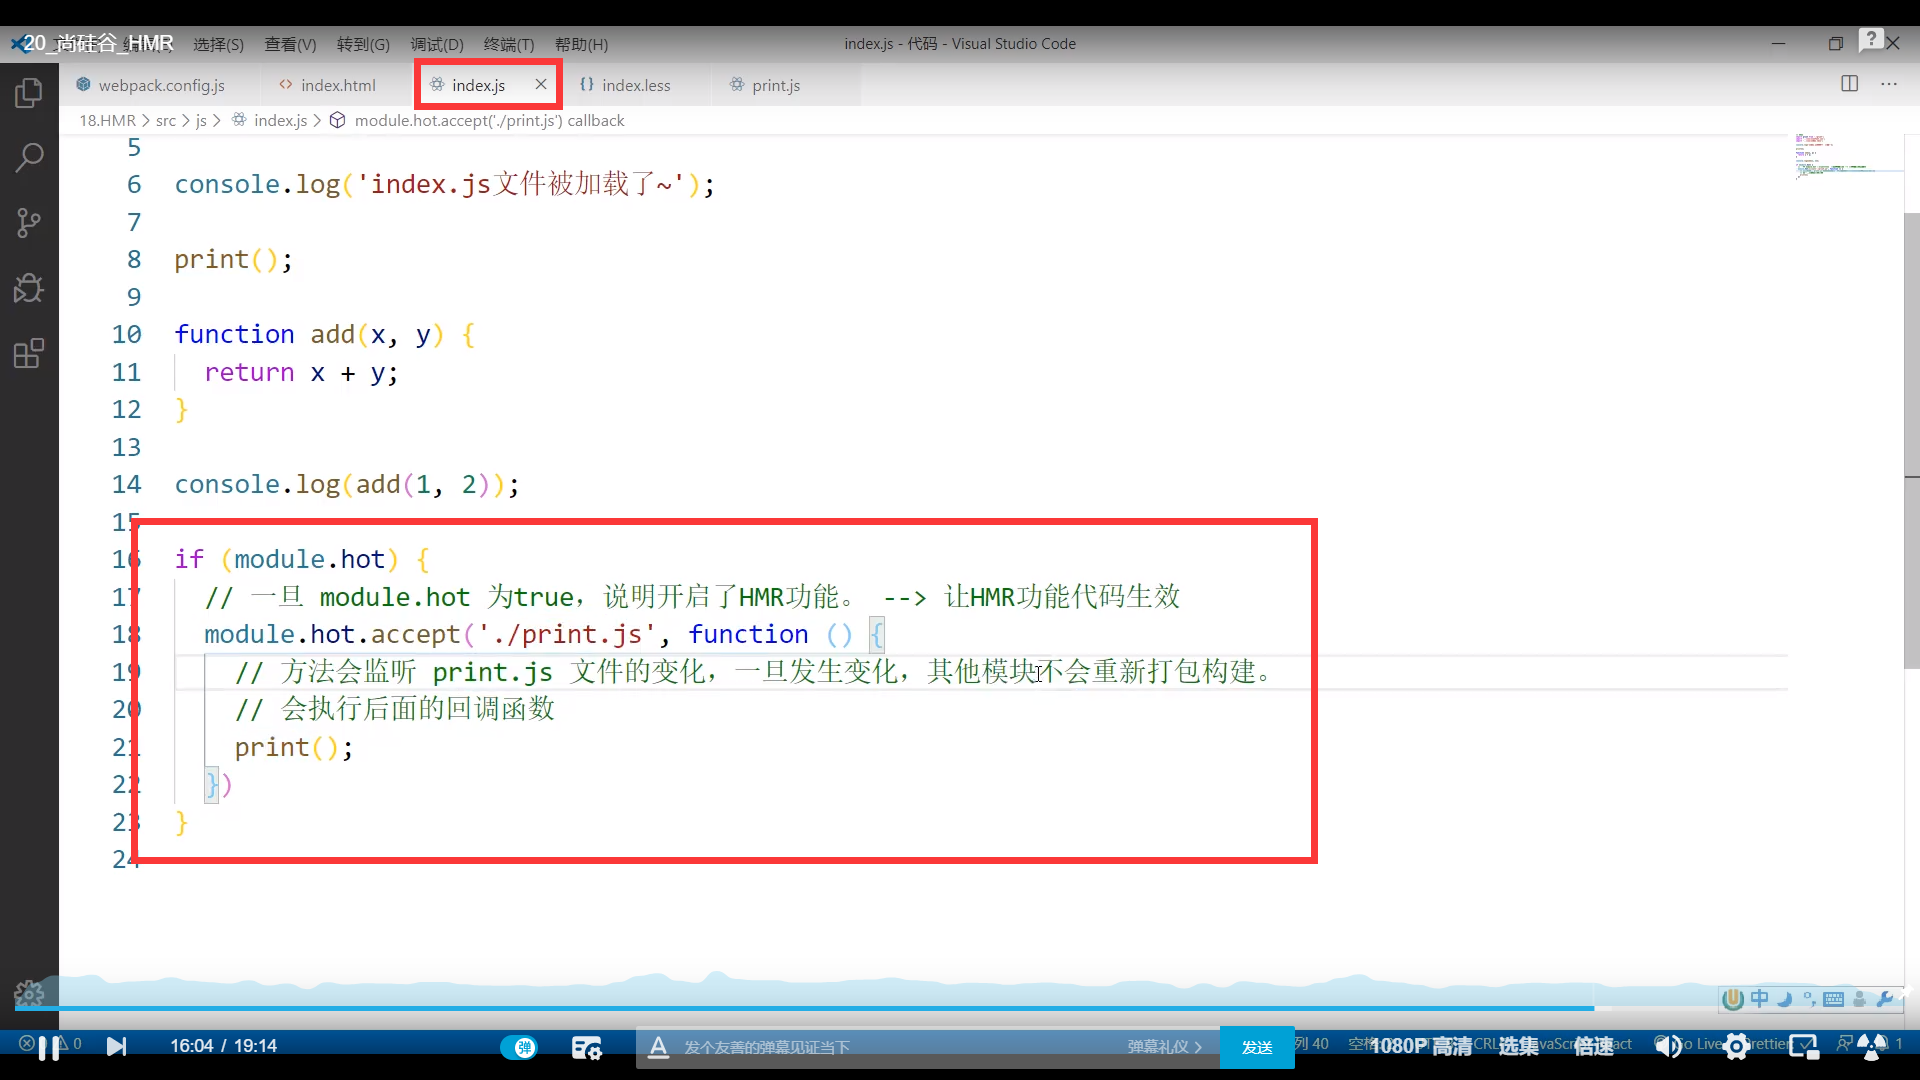 20_尚硅谷_HMR
选择(S) 查看(V) 转到(G) 调试(D) 终端(T) 帮助(H)
index.js - 代码 - Visual Studio Code
webpack.config.js
index.html
index.js
index.less
print.js
18.HMR > src > js > index.js > module.hot.accept('./print.js') callback
5
6 console.log('index.js文件被加载了~');
7
8 print();
9
10 function add(x, y) {
11 return x + y;
12 }
13
14 console.log(add(1, 2));
15
16 if (module.hot) {
17 // 一旦 module.hot 为true，说明开启了HMR功能。 --> 让HMR功能代码生效
18 module.hot.accept('./print.js', function () {
19 // 方法会监听 print.js 文件的变化，一旦发生变化，其他模块不会重新打包构建。
20 // 会执行后面的回调函数
21 print();
22 })
23 }
24
中
0
16:04 / 19:14
弹
发个友善的弹幕见证当下
弹幕礼仪 >
发送
列 40
1080P 高清
选集
倍速
1